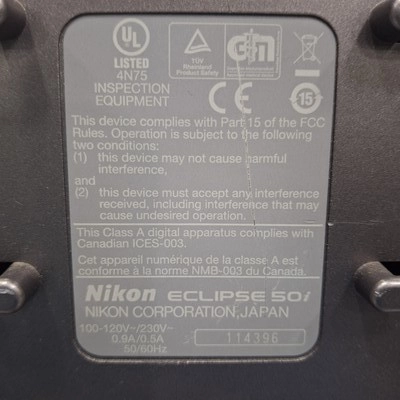 UL
LISTED
4N75
INSPECTION
EQUIPMENT
TÜV
Rheinland
Product Safety
GS
CE
15
This device complies with Part 15 of the FCC
Rules. Operation is subject to the following
two conditions:
(1) this device may not cause harmful
interference,
and
(2) this device must accept any interference
received, including interference that may
cause undesired operation.
This Class A digital apparatus complies with
Canadian ICES-003.
Cet appareil numérique de la classe A est
conforme à la norme NMB-003 du Canada.
Nikon ECLIPSE 50i
NIKON CORPORATION,JAPAN
100-120V~/230V~
0.9A/0.5A
50/60Hz
114396